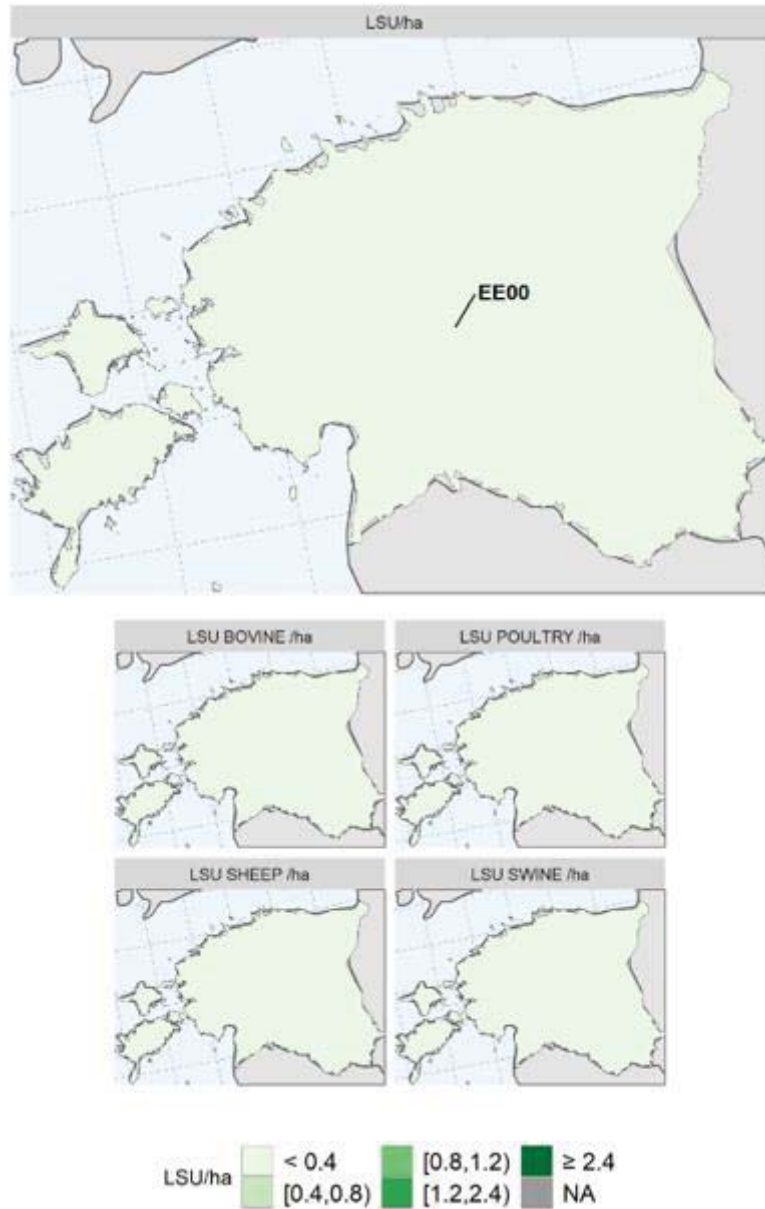 LSU/ha
EE00
LSU BOVINE /ha
LSU POULTRY /ha
LSU SHEEP /ha
LSU SWINE /ha
LSU/ha
< 0.4
[0.8,1.2)
≥ 2.4
[0.4,0.8)
[1.2,2.4)
NA